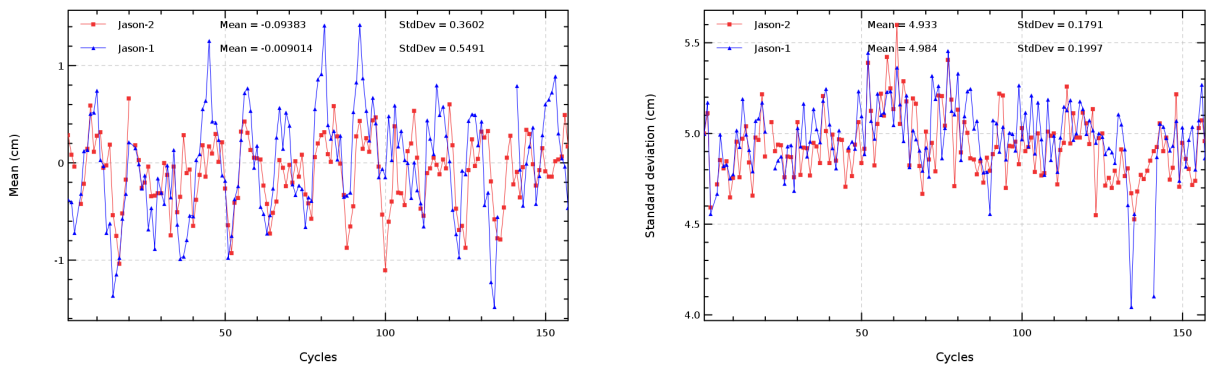 Jason-2 Mean = -0.09383 StdDev = 0.3602
Jason-1 Mean = -0.009014 StdDev = 0.5491
1
0
-1
Mean (cm)
50 100 150
Cycles
Jason-2 Mean = 4.933 StdDev = 0.1791
Jason-1 Mean = 4.984 StdDev = 0.1997
5.5
5.0
4.5
4.0
Standard deviation (cm)
50 100 150
Cycles